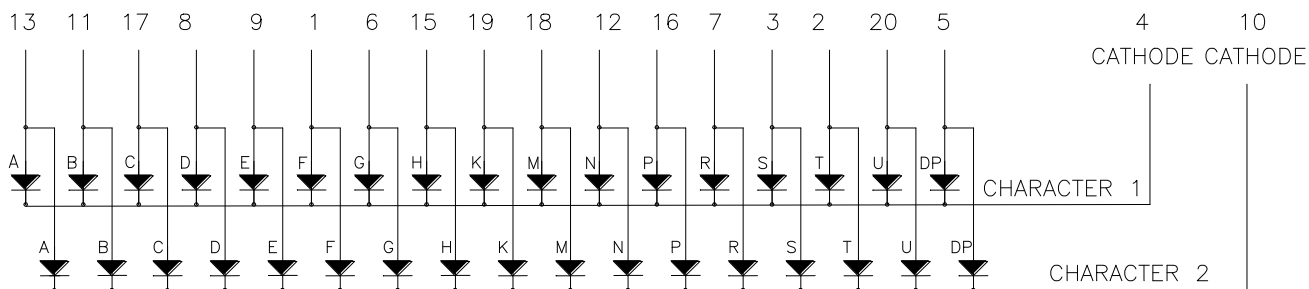 13 11 17 8 9 1 6 15 19 18 12 16 7 3 2 20 5 4 10
CATHODE CATHODE
A B C D E F G H K M N P R S T U DP
CHARACTER 1
A B C D E F G H K M N P R S T U DP
CHARACTER 2